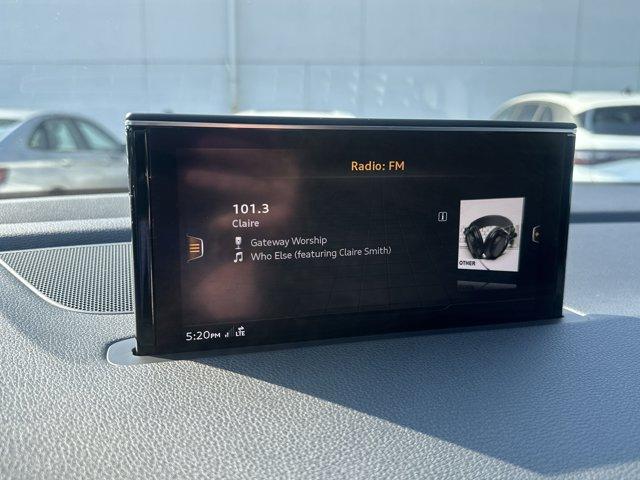 Radio: FM
101.3
Claire
i
Gateway Worship
Who Else (featuring Claire Smith)
OTHER
5:20PM LTE